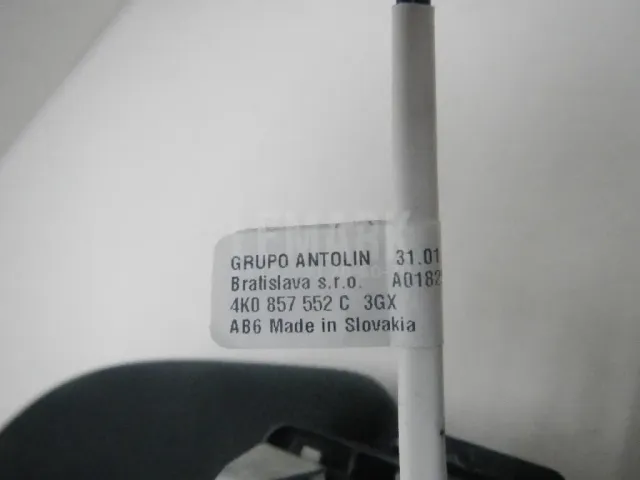 GRUPO ANTOLIN 31.01
Bratislava s.r.o. A0182
4K0 857 552 C 3GX
AB6 Made in Slovakia